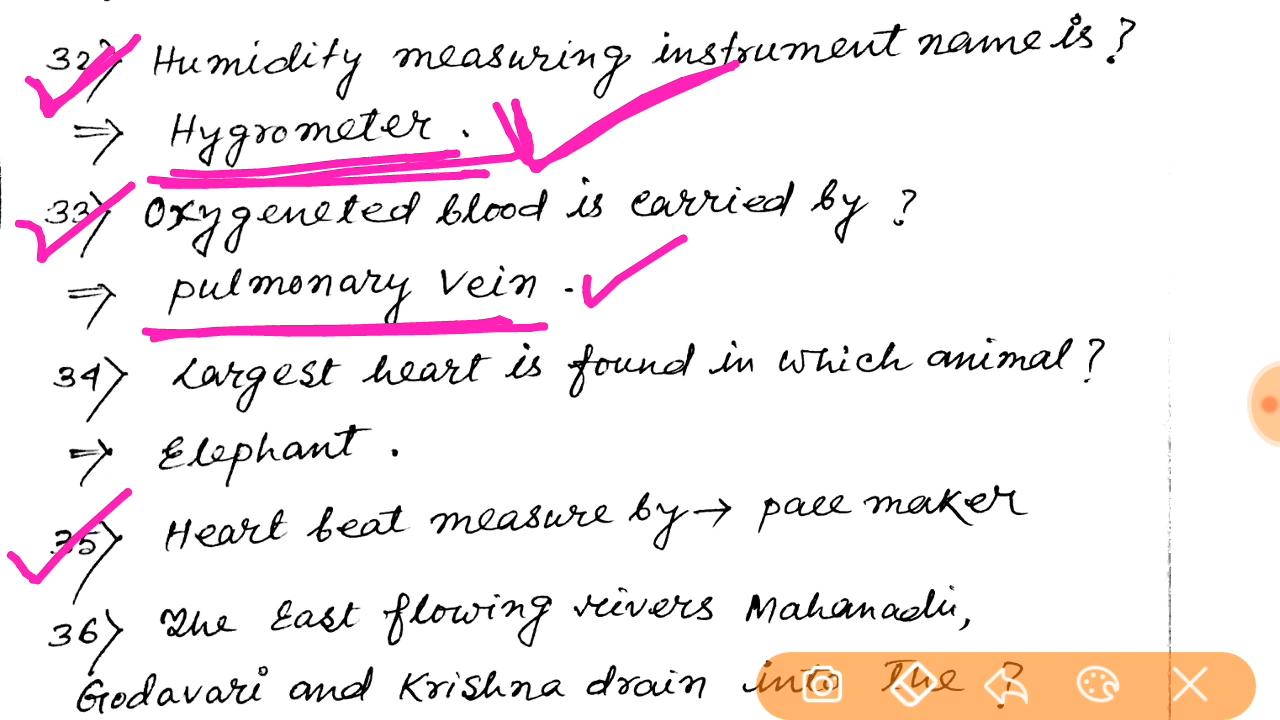 32) Humidity measuring instrument name is ?
⇒ Hygrometer .
33) Oxygeneted blood is carried by ?
⇒ pulmonary vein .
34) Largest heart is found in which animal ?
⇒ Elephant .
35) Heart beat measure by → pace maker
36) The East flowing rivers Mahanadi,
Godavari and Krishna drain into The ?